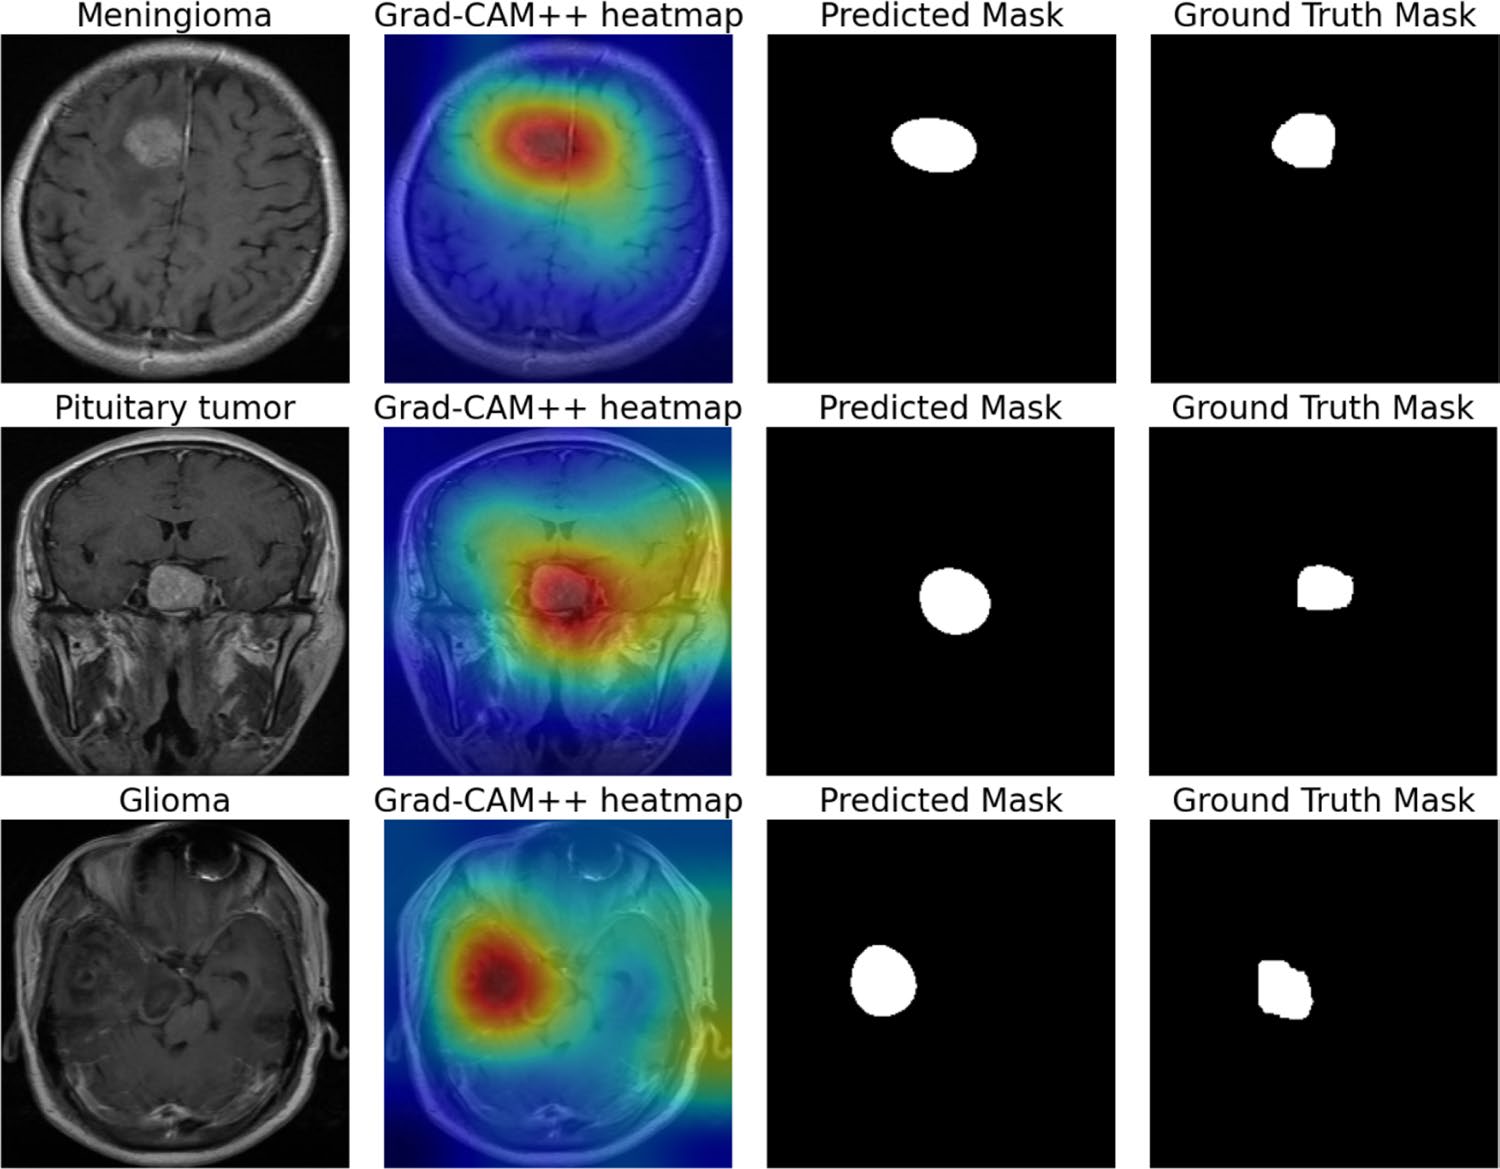 Meningioma
Grad-CAM++ heatmap
Predicted Mask
Ground Truth Mask
Pituitary tumor
Grad-CAM++ heatmap
Predicted Mask
Ground Truth Mask
Glioma
Grad-CAM++ heatmap
Predicted Mask
Ground Truth Mask